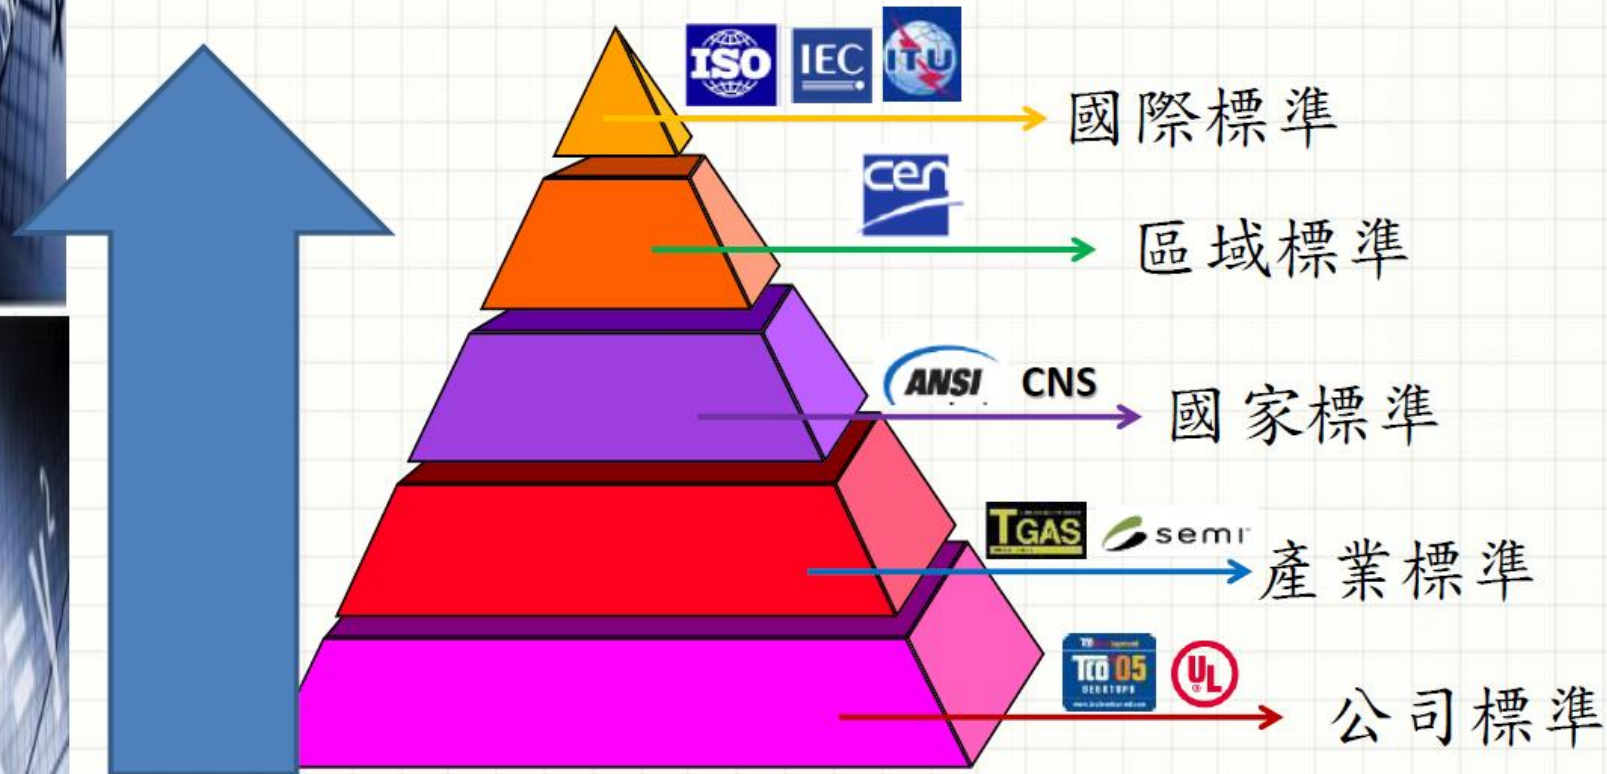 ISO IEC ITU
國際標準
cen
區域標準
ANSI CNS
國家標準
TGAS semi
產業標準
TCO'05 UL
DESKTOPS
公司標準